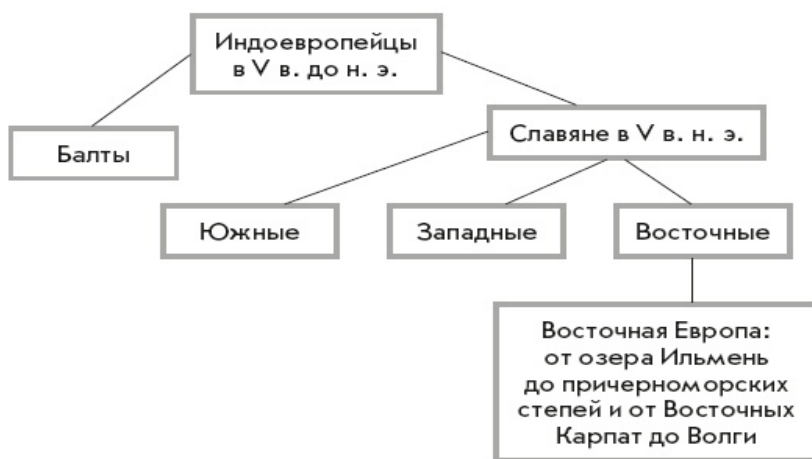 Индоевропейцы
в V в. до н. э.
Славяне в V в. н. э.
Балты
Южные
Западные
Восточные
Восточная Европа:
от озера Ильмень
до причерноморских
степей и от Восточных
Карпат до Волги